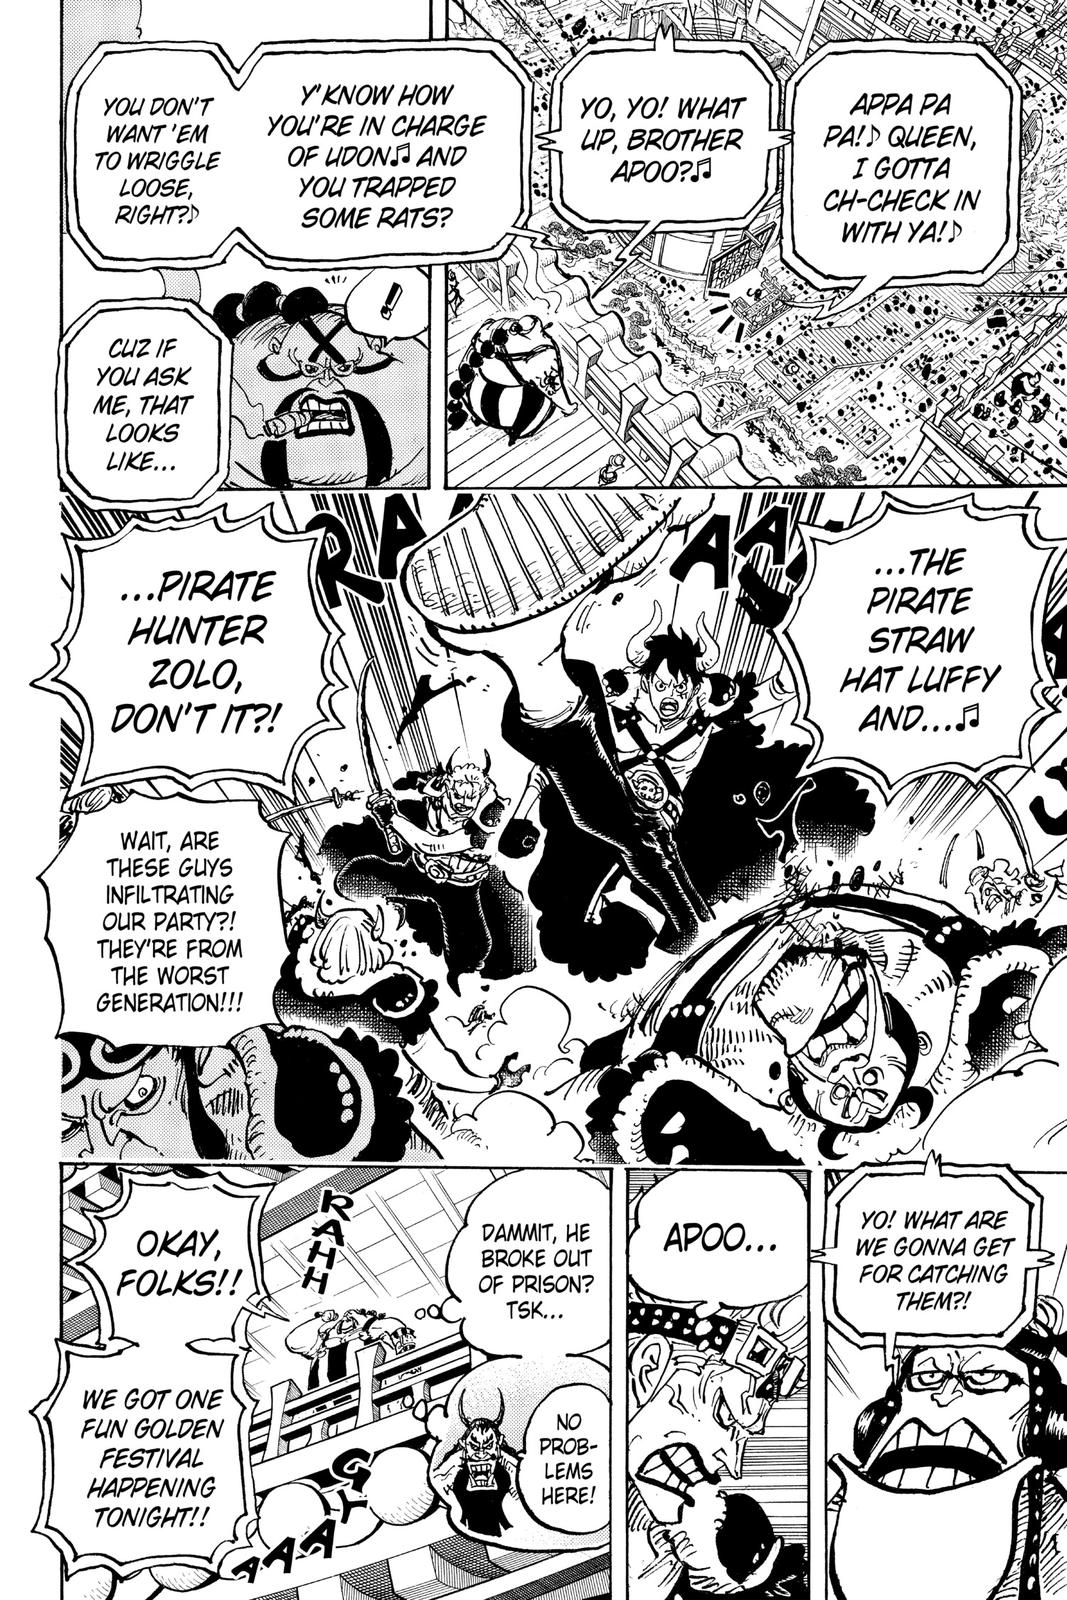 APPA PA
PA!♪ QUEEN,
I GOTTA
CH-CHECK IN
WITH YA!♪
YO, YO! WHAT
UP, BROTHER
APOO?♫
Y'KNOW HOW
YOU'RE IN CHARGE
OF UDON♫ AND
YOU TRAPPED
SOME RATS?
YOU DON'T
WANT 'EM
TO WRIGGLE
LOOSE,
RIGHT?♪
!
CUZ IF
YOU ASK
ME, THAT
LOOKS
LIKE...
...THE
PIRATE
STRAW
HAT LUFFY
AND...♫
...PIRATE
HUNTER
ZOLO,
DON'T IT?!
WAIT, ARE
THESE GUYS
INFILTRATING
OUR PARTY?!
THEY'RE FROM
THE WORST
GENERATION!!!
YO! WHAT ARE
WE GONNA GET
FOR CATCHING
THEM?!
APOO...
DAMMIT, HE
BROKE OUT
OF PRISON?
TSK...
NO
PROB-
LEMS
HERE!
RAHH
OKAY,
FOLKS!!
WE GOT ONE
FUN GOLDEN
FESTIVAL
HAPPENING
TONIGHT!!